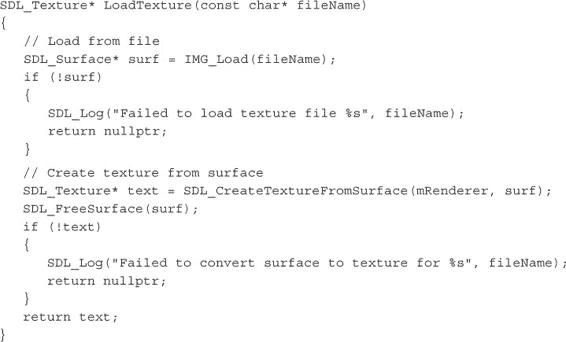 SDL_Texture* LoadTexture(const char* fileName)
{
// Load from file
SDL_Surface* surf = IMG_Load(fileName);
if (!surf)
{
SDL_Log("Failed to load texture file %s", fileName);
return nullptr;
}
// Create texture from surface
SDL_Texture* text = SDL_CreateTextureFromSurface(mRenderer, surf);
SDL_FreeSurface(surf);
if (!text)
{
SDL_Log("Failed to convert surface to texture for %s", fileName);
return nullptr;
}
return text;
}